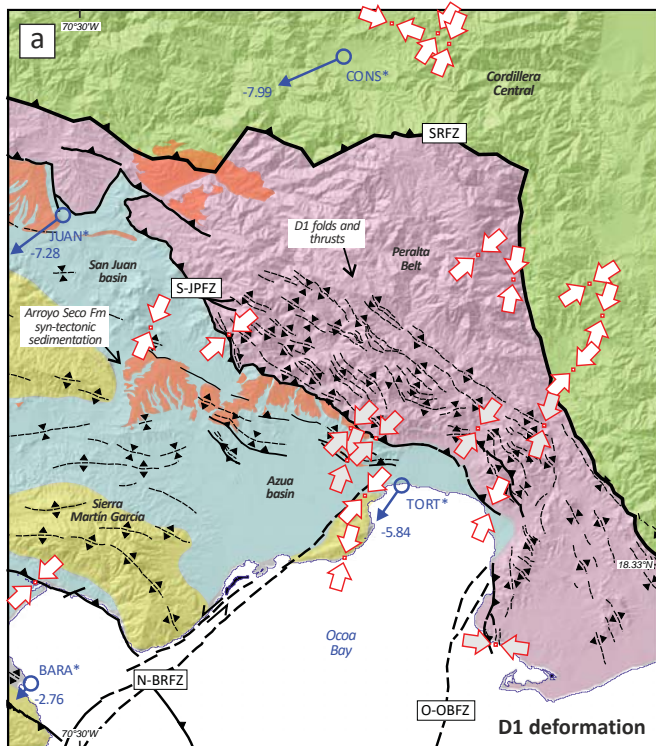 70°30'W
a
CONS*
-7.99
Cordillera
Central
SRFZ
JUAN*
-7.28
D1 folds and
thrusts
Peralta
Belt
San Juan
basin
S-JPFZ
Arroyo Seco Fm
syn-tectonic
sedimentation
Azua
basin
TORT*
-5.84
Sierra
Martín García
18.33°N
Ocoa
Bay
BARA*
-2.76
N-BRFZ
O-OBFZ
70°30'W
D1 deformation